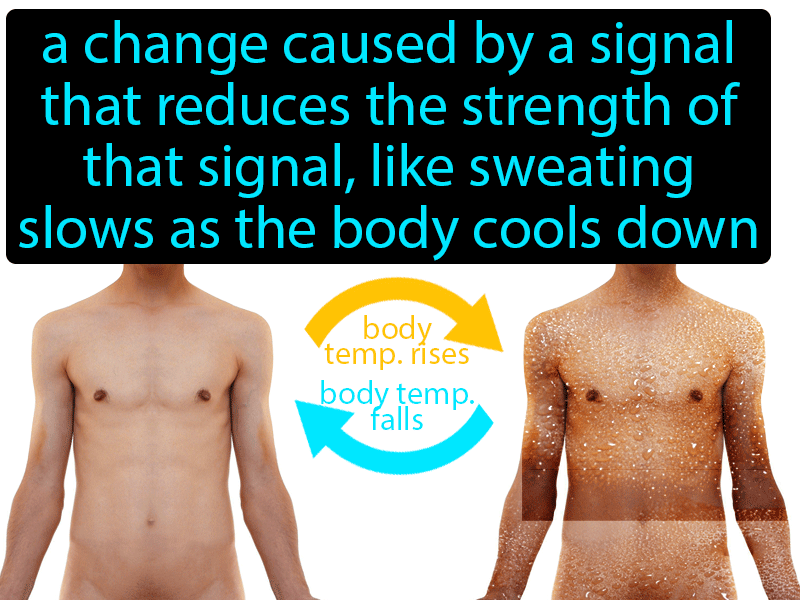 a change caused by a signal
that reduces the strength of
that signal, like sweating
slows as the body cools down
body
temp. rises
body temp.
falls